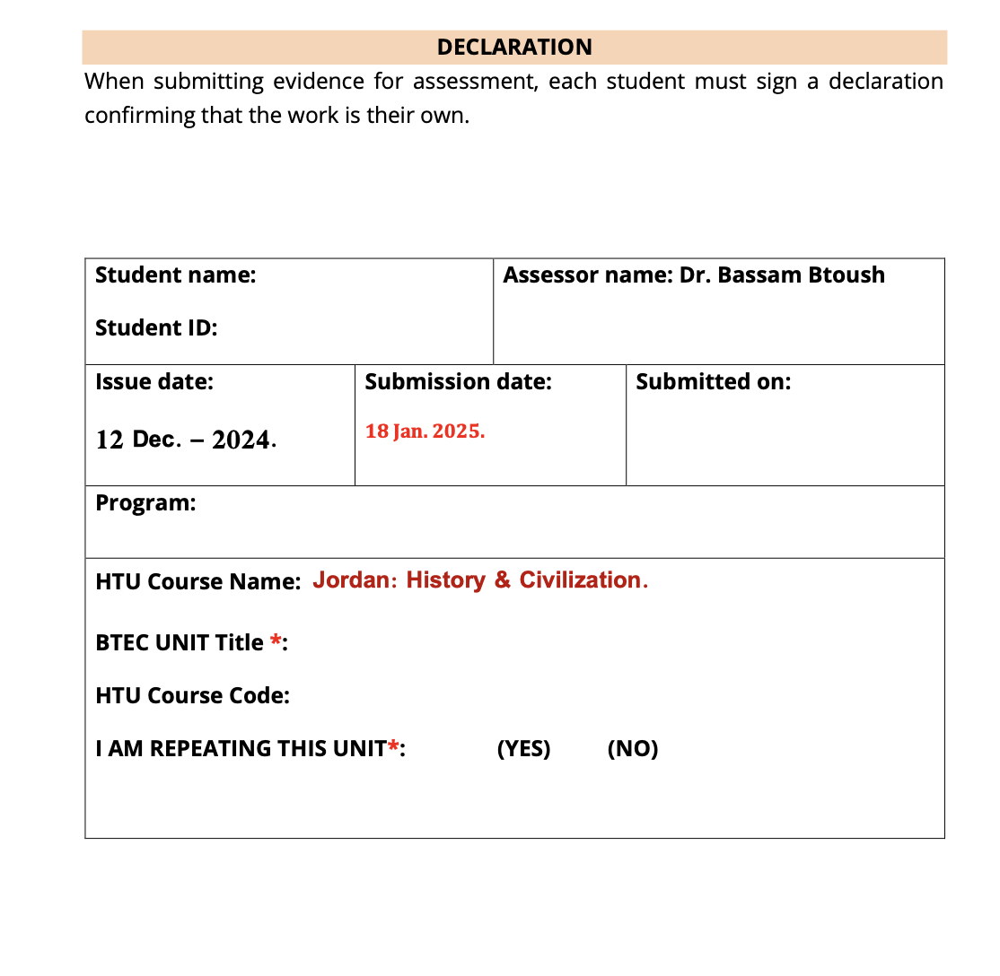 DECLARATION
When submitting evidence for assessment, each student must sign a declaration
confirming that the work is their own.
Student name:
Student ID:
Assessor name: Dr. Bassam Btoush
Issue date:
12 Dec. – 2024.
Submission date:
18 Jan. 2025.
Submitted on:
Program:
HTU Course Name: Jordan: History & Civilization.
BTEC UNIT Title *:
HTU Course Code:
I AM REPEATING THIS UNIT*: (YES) (NO)